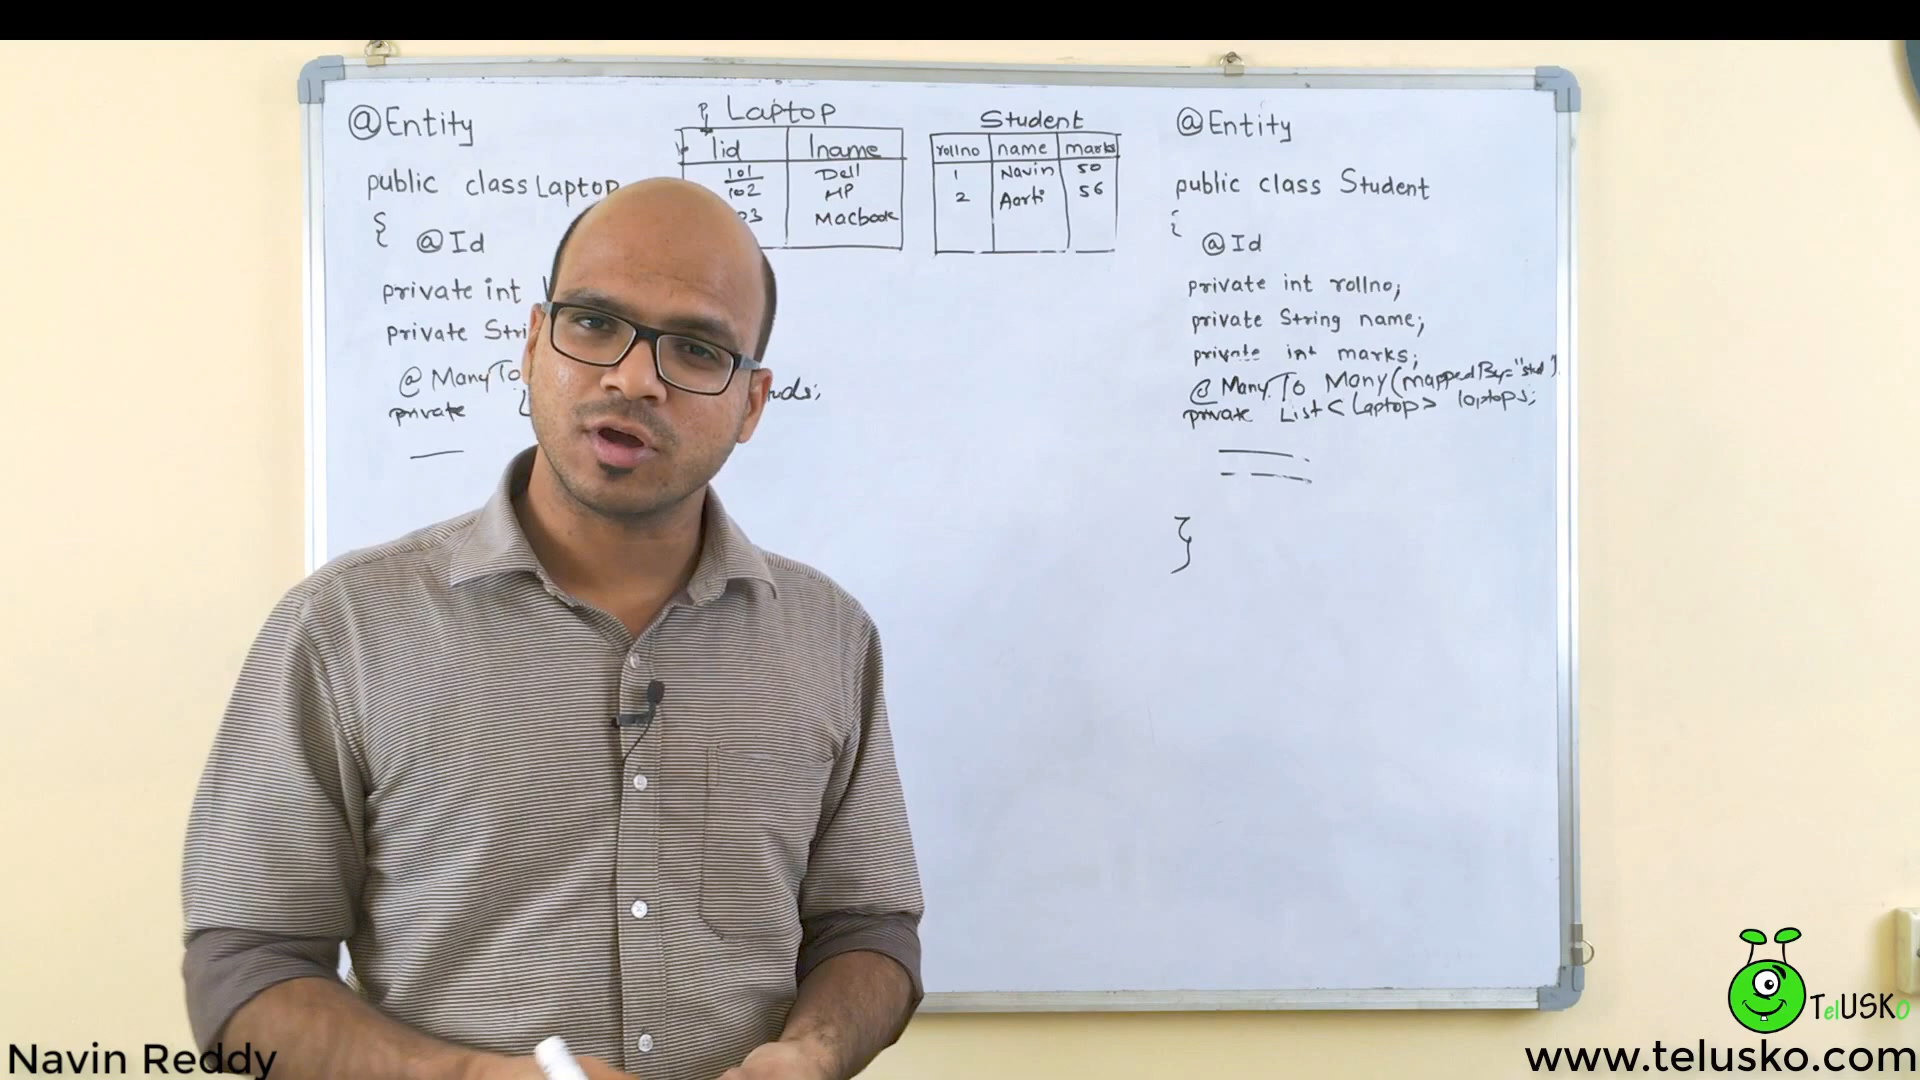 @Entity
public class Laptop
{
@Id
private int
private Stri
@ManyTo
private
Laptop
lid lname
101 Dell
102 HP
03 Macbook
Student
rollno name marks
1 Navin 50
2 Aarti 56
@Entity
public class Student
{
@Id
private int rollno;
private String name;
private int marks;
@ManyToMany(mappedBy="stud")
private List<Laptop> laptops;
}
Navin Reddy
TelUSKO
www.telusko.com